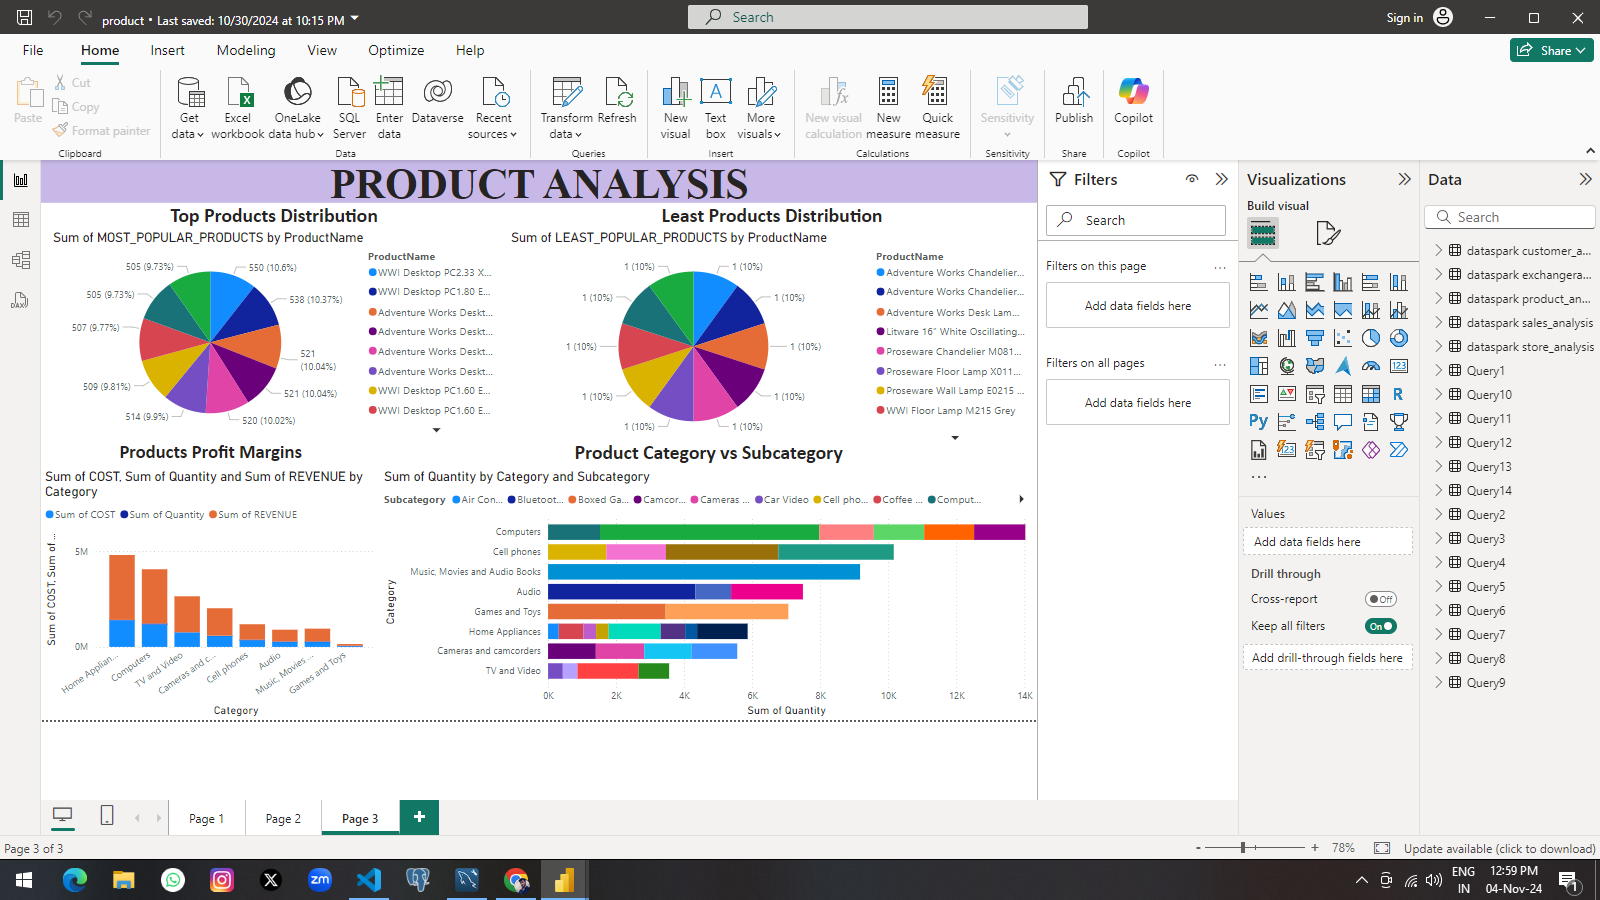 product • Last saved: 10/30/2024 at 10:15 PM
Search
Sign in
File
Home
Insert
Modeling
View
Optimize
Help
Share
Paste
Cut
Copy
Format painter
Clipboard
Get data
Excel workbook
OneLake data hub
SQL Server
Enter data
Dataverse
Recent sources
Data
Transform data
Refresh
Queries
New visual
Text box
More visuals
Insert
New visual calculation
New measure
Quick measure
Calculations
Sensitivity
Sensitivity
Publish
Share
Copilot
Copilot
PRODUCT ANALYSIS
Top Products Distribution
Sum of MOST_POPULAR_PRODUCTS by ProductName
505 (9.73%)
550 (10.6%)
505 (9.73%)
538 (10.37%)
507 (9.77%)
521 (10.04%)
509 (9.81%)
521 (10.04%)
514 (9.9%)
520 (10.02%)
ProductName
WWI Desktop PC2.33 X...
WWI Desktop PC1.80 E...
Adventure Works Deskt...
Adventure Works Deskt...
Adventure Works Deskt...
Adventure Works Deskt...
WWI Desktop PC1.60 E...
WWI Desktop PC1.60 E...
Least Products Distribution
Sum of LEAST_POPULAR_PRODUCTS by ProductName
1 (10%)
1 (10%)
1 (10%)
1 (10%)
1 (10%)
1 (10%)
1 (10%)
1 (10%)
1 (10%)
1 (10%)
ProductName
Adventure Works Chandelier...
Adventure Works Chandelier...
Adventure Works Desk Lam...
Litware 16" White Oscillating...
Proseware Chandelier M081...
Proseware Floor Lamp X011...
Proseware Wall Lamp E0215 ...
WWI Floor Lamp M215 Grey
Products Profit Margins
Sum of COST, Sum of Quantity and Sum of REVENUE by
Category
Sum of COST
Sum of Quantity
Sum of REVENUE
Sum of COST, Sum of ...
5M
0M
Home Applian...
Computers
TV and Video
Cameras and c...
Cell phones
Audio
Music, Movies ...
Games and Toys
Category
Product Category vs Subcategory
Sum of Quantity by Category and Subcategory
Subcategory
Air Con...
Bluetoot...
Boxed Ga...
Camcor...
Cameras ...
Car Video
Cell pho...
Coffee ...
Comput...
Category
Computers
Cell phones
Music, Movies and Audio Books
Audio
Games and Toys
Home Appliances
Cameras and camcorders
TV and Video
0K 2K 4K 6K 8K 10K 12K 14K
Sum of Quantity
Filters
Search
Filters on this page
...
Add data fields here
Filters on all pages
...
Add data fields here
Visualizations
Build visual
123
R
Py
123
...
Values
Add data fields here
Drill through
Cross-report
Off
Keep all filters
On
Add drill-through fields here
Data
Search
dataspark customer_a...
dataspark exchangera...
dataspark product_an...
dataspark sales_analysis
dataspark store_analysis
Query1
Query10
Query11
Query12
Query13
Query14
Query2
Query3
Query4
Query5
Query6
Query7
Query8
Query9
Page 1
Page 2
Page 3
+
Page 3 of 3
- + 78%
Update available (click to download)
zm
ENG
IN
12:59 PM
04-Nov-24
1